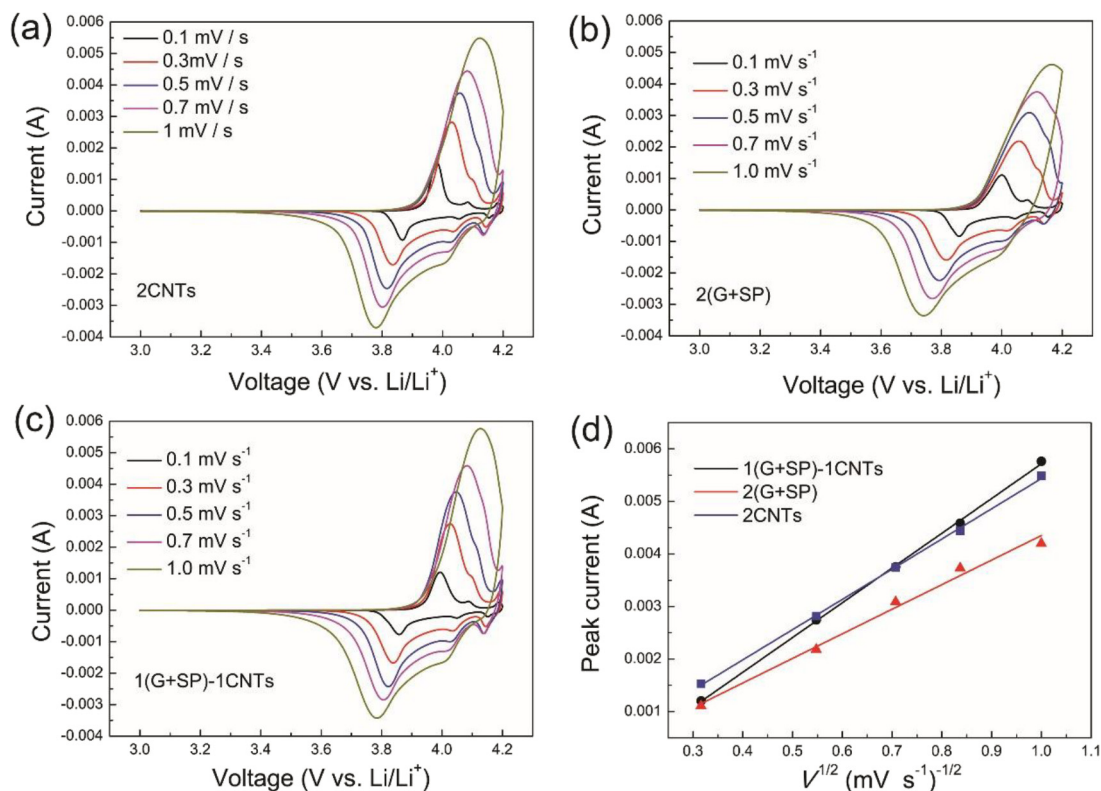 (a)
0.1 mV / s
0.3mV / s
0.5 mV / s
0.7 mV / s
1 mV / s
2CNTs
Current (A)
0.006
0.005
0.004
0.003
0.002
0.001
0.000
-0.001
-0.002
-0.003
-0.004
3.0 3.2 3.4 3.6 3.8 4.0 4.2
Voltage (V vs. Li/Li⁺)
(b)
0.1 mV s⁻¹
0.3 mV s⁻¹
0.5 mV s⁻¹
0.7 mV s⁻¹
1.0 mV s⁻¹
2(G+SP)
Current (A)
0.006
0.005
0.004
0.003
0.002
0.001
0.000
-0.001
-0.002
-0.003
-0.004
3.0 3.2 3.4 3.6 3.8 4.0 4.2
Voltage (V vs. Li/Li⁺)
(c)
0.1 mV s⁻¹
0.3 mV s⁻¹
0.5 mV s⁻¹
0.7 mV s⁻¹
1.0 mV s⁻¹
1(G+SP)-1CNTs
Current (A)
0.006
0.005
0.004
0.003
0.002
0.001
0.000
-0.001
-0.002
-0.003
-0.004
3.0 3.2 3.4 3.6 3.8 4.0 4.2
Voltage (V vs. Li/Li⁺)
(d)
1(G+SP)-1CNTs
2(G+SP)
2CNTs
Peak current (A)
0.006
0.005
0.004
0.003
0.002
0.001
0.3 0.4 0.5 0.6 0.7 0.8 0.9 1.0 1.1
V¹ᐟ² (mV s⁻¹)⁻¹ᐟ²